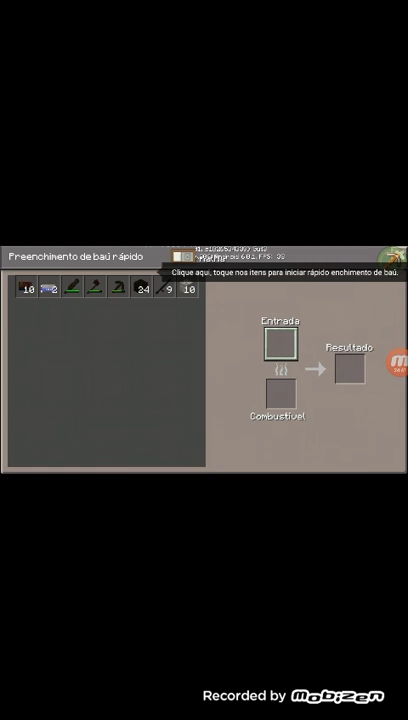 Preenchimento de baú rápido
Clique aqui, toque nos itens para iniciar rápido enchimento de baú.
10 2 24 9 10
Entrada
Resultado
Combustível
Recorded by mobizen